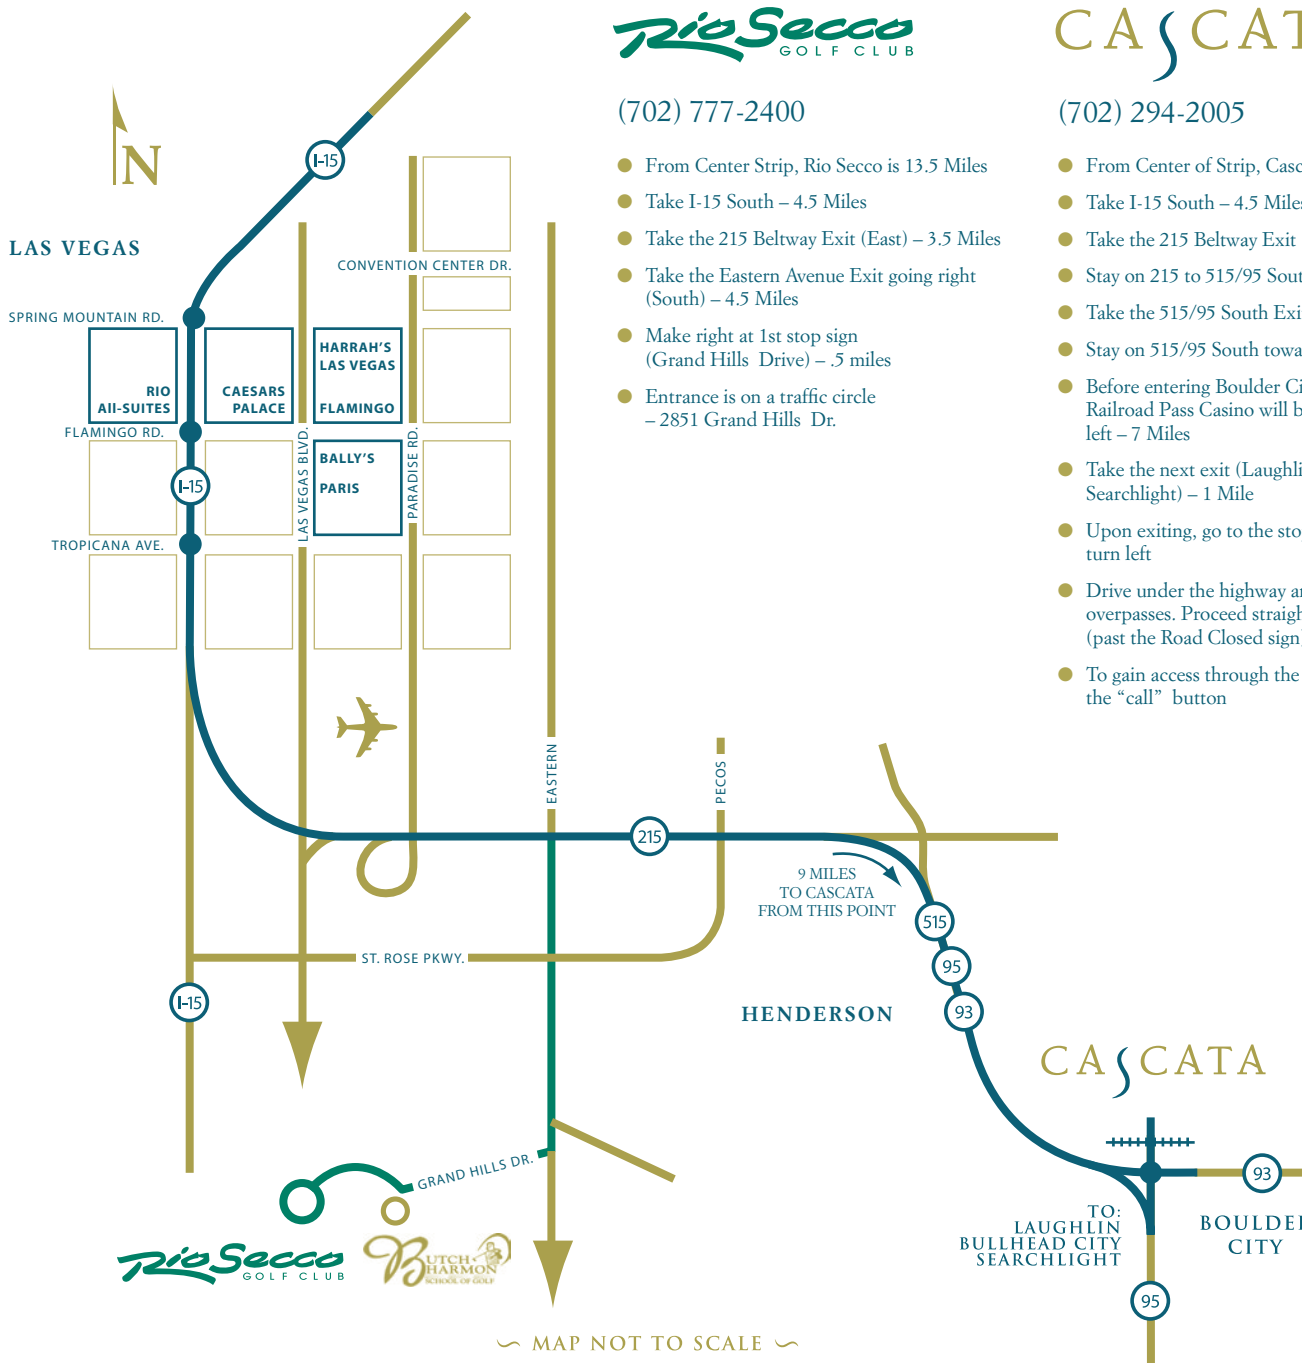 Rio Secco
GOLF CLUB
(702) 777-2400
From Center Strip, Rio Secco is 13.5 Miles
Take I-15 South – 4.5 Miles
Take the 215 Beltway Exit (East) – 3.5 Miles
Take the Eastern Avenue Exit going right
(South) – 4.5 Miles
Make right at 1st stop sign
(Grand Hills Drive) – .5 miles
Entrance is on a traffic circle
– 2851 Grand Hills Dr.
CASCAT
(702) 294-2005
From Center of Strip, Casc
Take I-15 South – 4.5 Miles
Take the 215 Beltway Exit
Stay on 215 to 515/95 Sout
Take the 515/95 South Exi
Stay on 515/95 South towa
Before entering Boulder Ci
Railroad Pass Casino will b
left – 7 Miles
Take the next exit (Laughli
Searchlight) – 1 Mile
Upon exiting, go to the sto
turn left
Drive under the highway a
overpasses. Proceed straigh
(past the Road Closed sign
To gain access through the
the “call” button
N
I-15
LAS VEGAS
CONVENTION CENTER DR.
SPRING MOUNTAIN RD.
RIO
All-SUITES
CAESARS
PALACE
HARRAH'S
LAS VEGAS
FLAMINGO
FLAMINGO RD.
I-15
LAS VEGAS BLVD.
BALLY'S
PARIS
PARADISE RD.
TROPICANA AVE.
EASTERN
PECOS
215
9 MILES
TO CASCATA
FROM THIS POINT
515
95
93
ST. ROSE PKWY.
I-15
HENDERSON
CASCATA
GRAND HILLS DR.
93
TO:
LAUGHLIN
BULLHEAD CITY
SEARCHLIGHT
BOULDE
CITY
95
Rio Secco
GOLF CLUB
BUTCH
HARMON
SCHOOL OF GOLF
MAP NOT TO SCALE